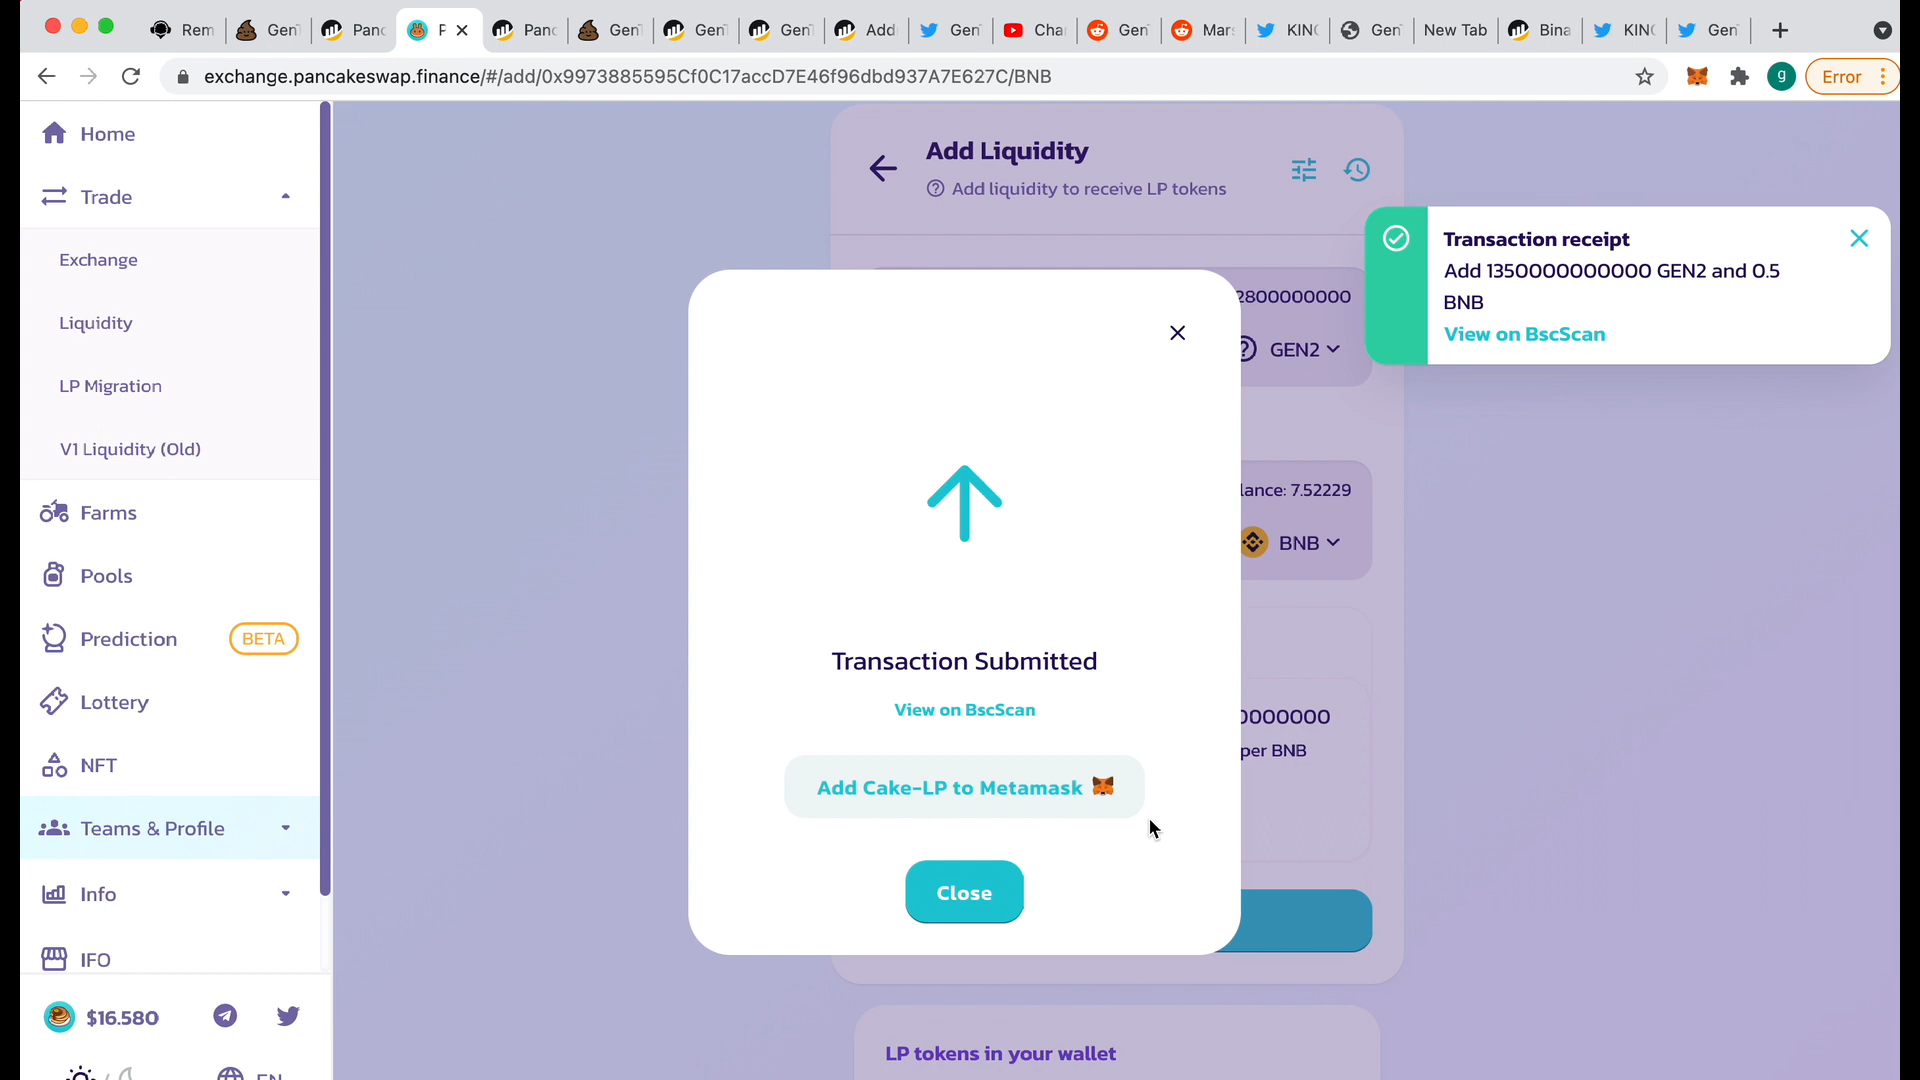 Rem
Gen
Panc
P
Panc
Gen
Gen
Gen
Add
Gen
Cha
Gen
Mar
KIN
Gen
New Tab
Bina
KIN
Gen
exchange.pancakeswap.finance/#/add/0x9973885595Cf0C17accD7E46f96dbd937A7E627C/BNB
g
Error
Home
Trade
Exchange
Liquidity
LP Migration
V1 Liquidity (Old)
Farms
Pools
Prediction
BETA
Lottery
NFT
Teams & Profile
Info
IFO
$16.580
EN
Add Liquidity
Add liquidity to receive LP tokens
2800000000
GEN2
lance: 7.52229
BNB
0000000
per BNB
LP tokens in your wallet
Transaction Submitted
View on BscScan
Add Cake-LP to Metamask
Close
Transaction receipt
Add 1350000000000 GEN2 and 0.5
BNB
View on BscScan